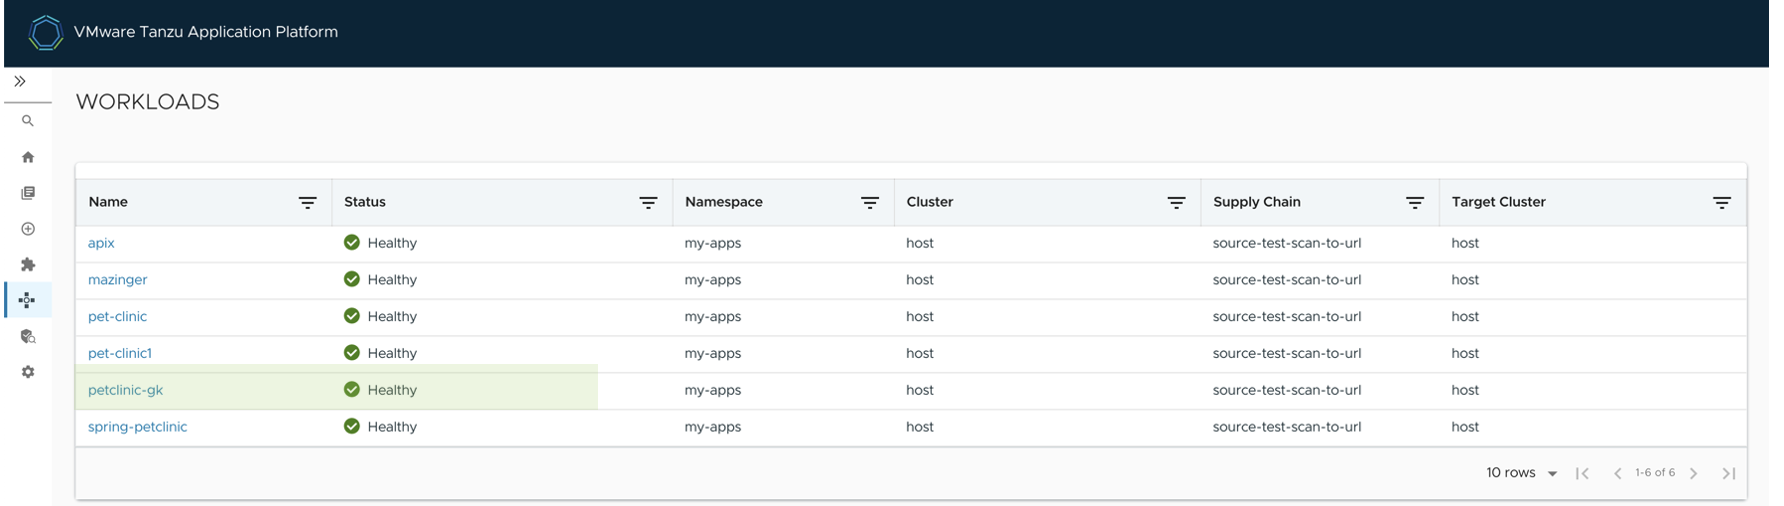 VMware Tanzu Application Platform
WORKLOADS
Name Status Namespace Cluster Supply Chain Target Cluster
apix Healthy my-apps host source-test-scan-to-url host
mazinger Healthy my-apps host source-test-scan-to-url host
pet-clinic Healthy my-apps host source-test-scan-to-url host
pet-clinic1 Healthy my-apps host source-test-scan-to-url host
petclinic-gk Healthy my-apps host source-test-scan-to-url host
spring-petclinic Healthy my-apps host source-test-scan-to-url host
10 rows 1-6 of 6